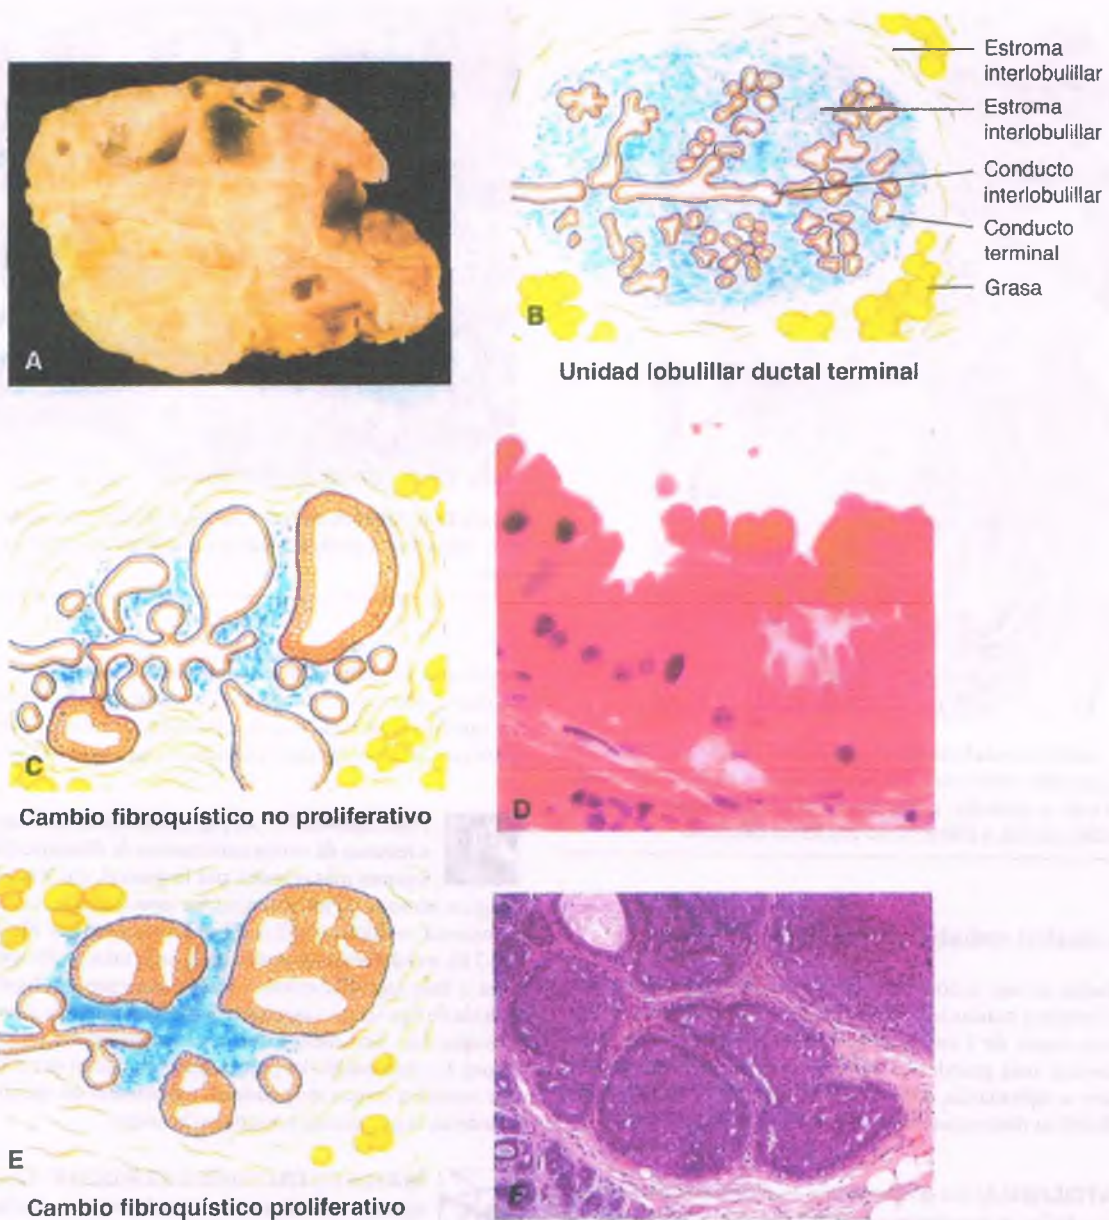 A
Estroma
interlobulillar
Estroma
interlobulillar
Conducto
interlobulillar
Conducto
terminal
Grasa
B
Unidad lobulillar ductal terminal
C
Cambio fibroquístico no proliferativo
D
E
Cambio fibroquístico proliferativo
F